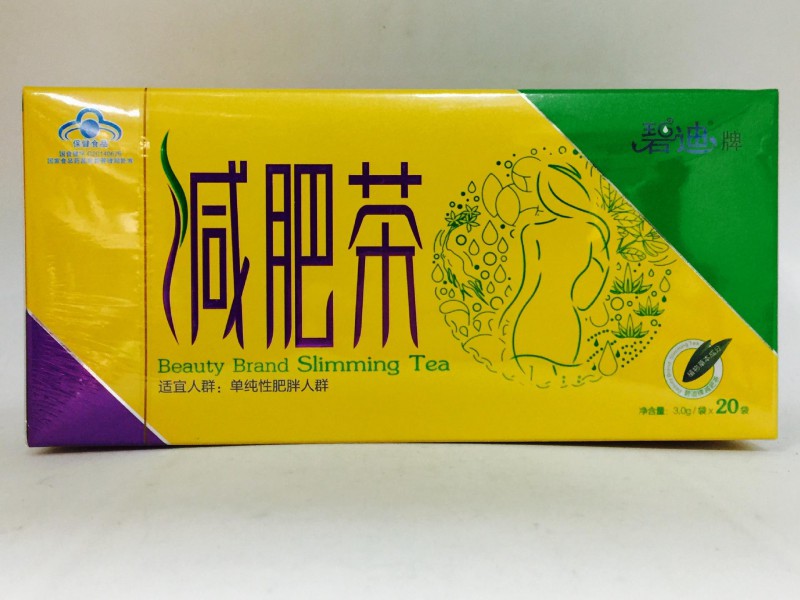 保健食品
碧迪牌
减肥茶
Beauty Brand Slimming Tea
适宜人群：单纯性肥胖人群
净含量：3.0g/袋×20袋